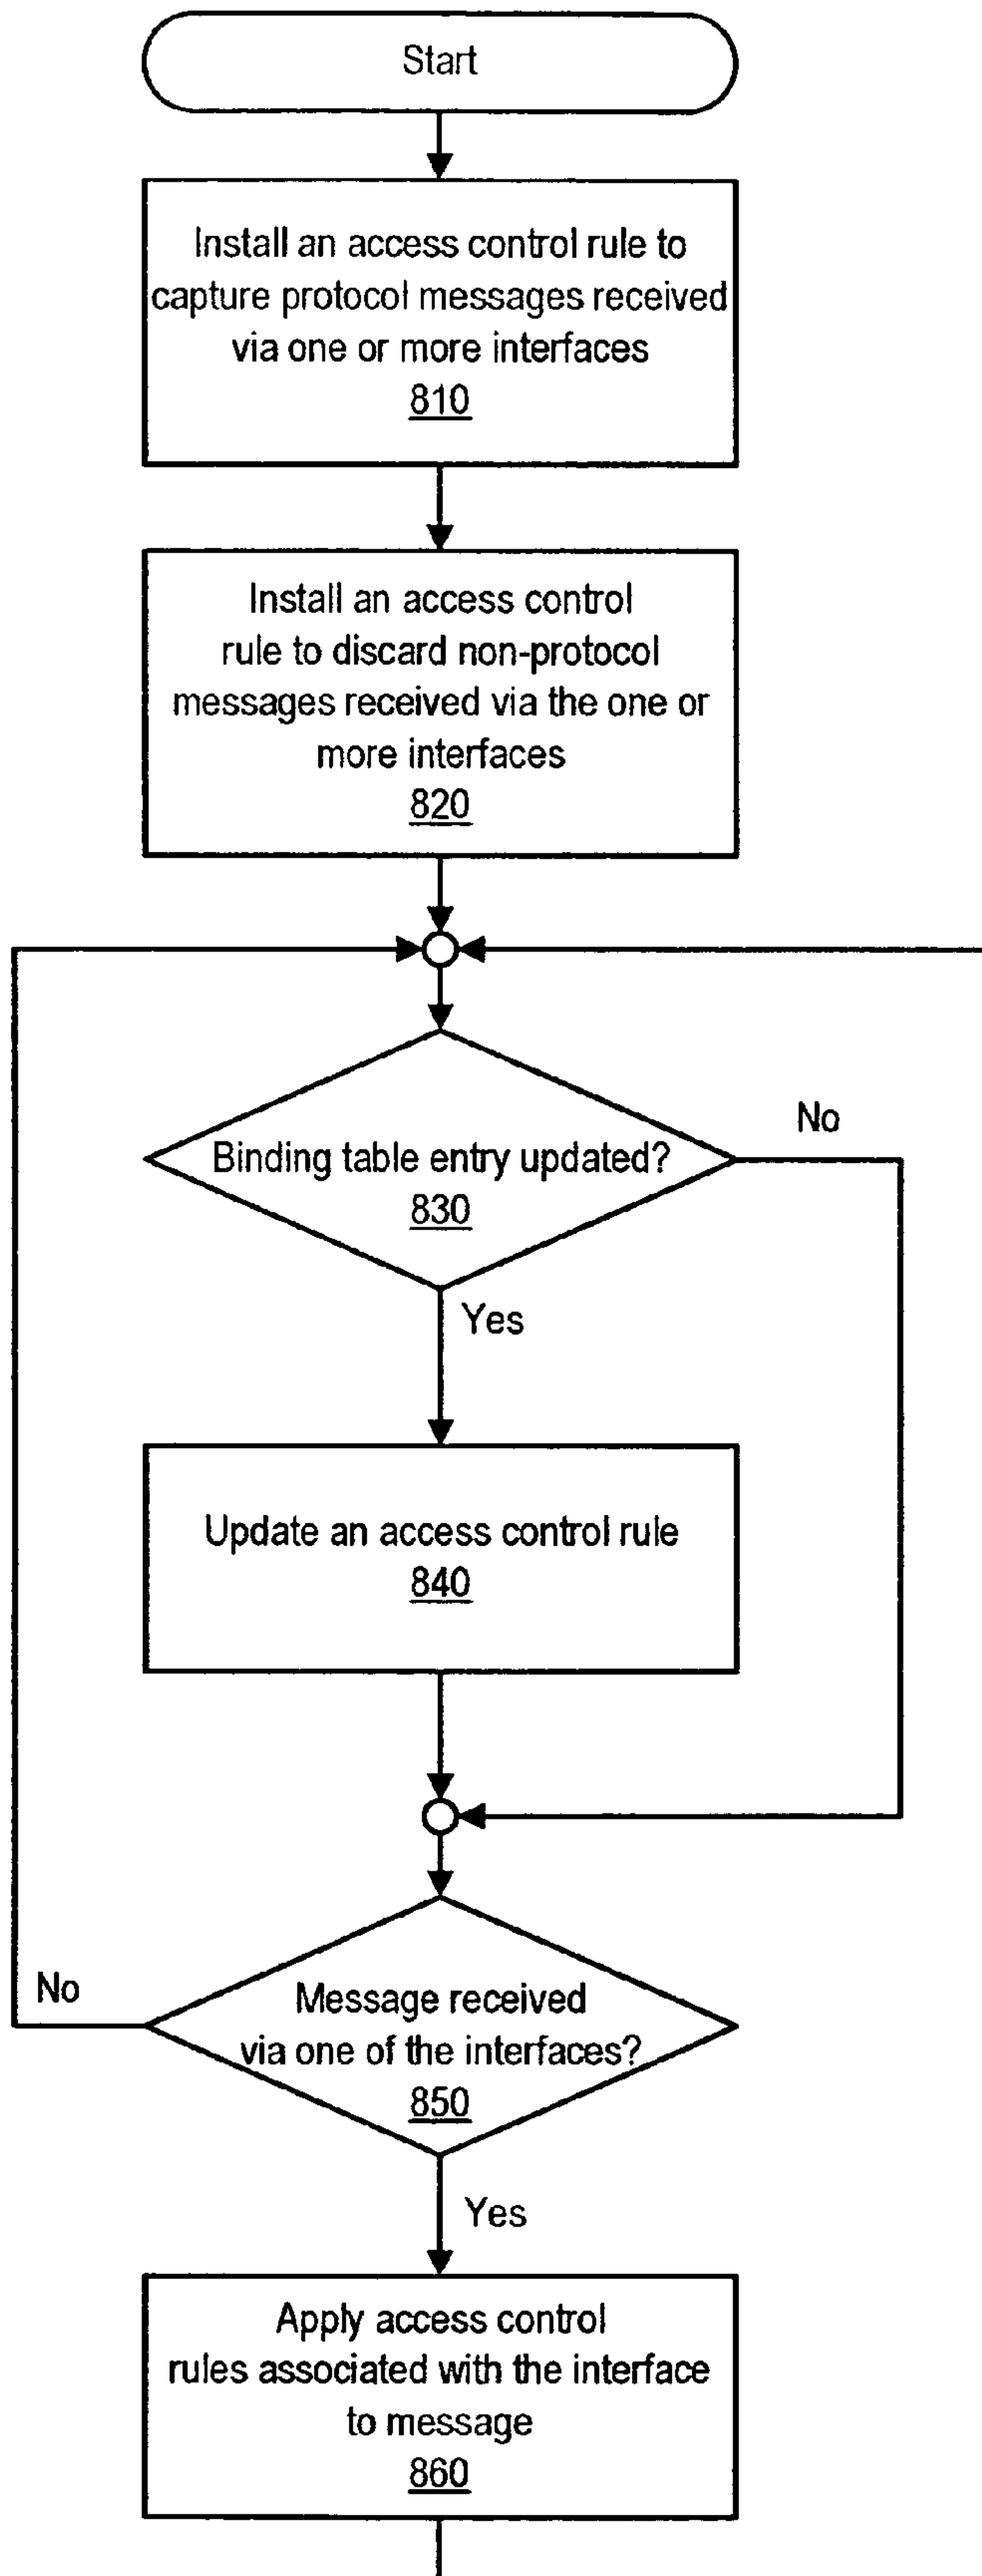 Start
Install an access control rule to
capture protocol messages received
via one or more interfaces
810
Install an access control
rule to discard non-protocol
messages received via the one or
more interfaces
820
No
Binding table entry updated?
830
Yes
Update an access control rule
840
No
Message received
via one of the interfaces?
850
Yes
Apply access control
rules associated with the interface
to message
860